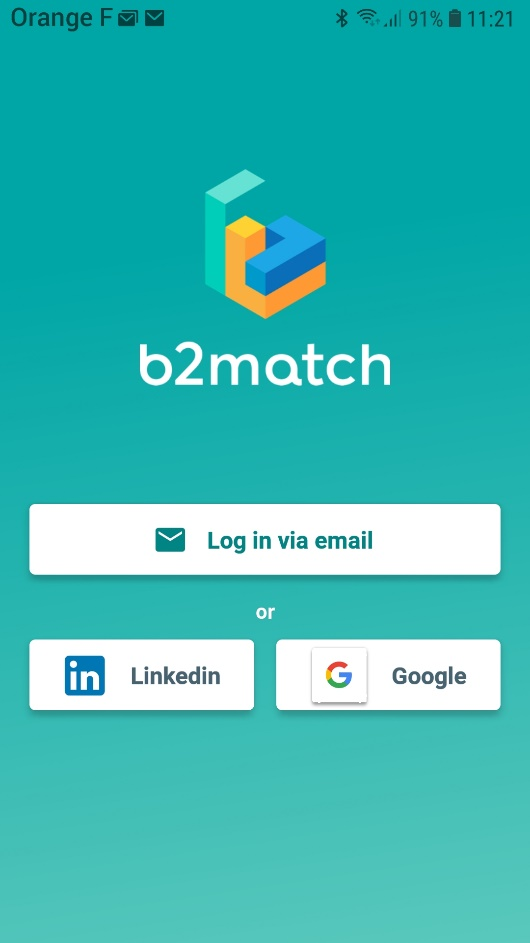 Orange F 91% 11:21
b2match
Log in via email
or
Linkedin Google